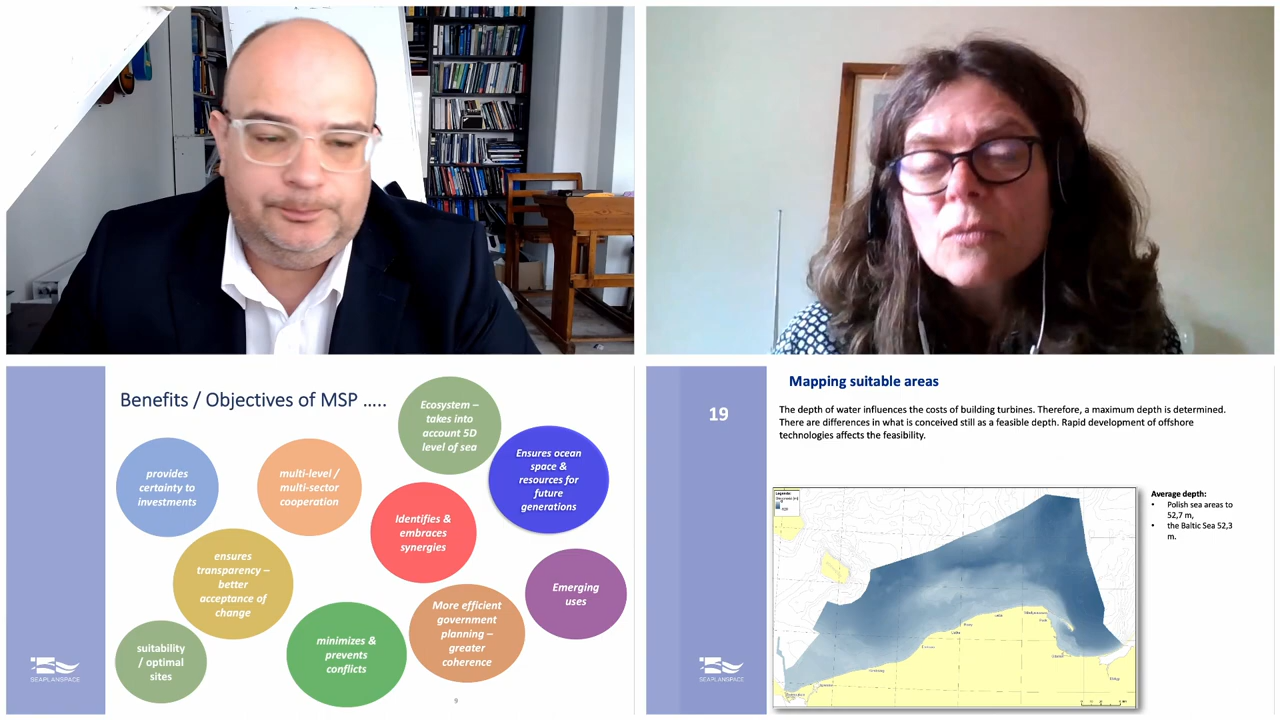 Benefits / Objectives of MSP .....
Ecosystem –
takes into
account 5D
level of sea
Ensures ocean
space &
resources for
future
generations
provides
certainty to
investments
multi-level /
multi-sector
cooperation
Identifies &
embraces
synergies
ensures
transparency –
better
acceptance of
change
Emerging
uses
More efficient
government
planning –
greater
coherence
minimizes &
prevents
conflicts
suitability
/ optimal
sites
SEAPLANSPACE
9
Mapping suitable areas
19
The depth of water influences the costs of building turbines. Therefore, a maximum depth is determined.
There are differences in what is conceived still as a feasible depth. Rapid development of offshore
technologies affects the feasibility.
Average depth:
• Polish sea areas to
52,7 m,
• the Baltic Sea 52,3
m.
SEAPLANSPACE